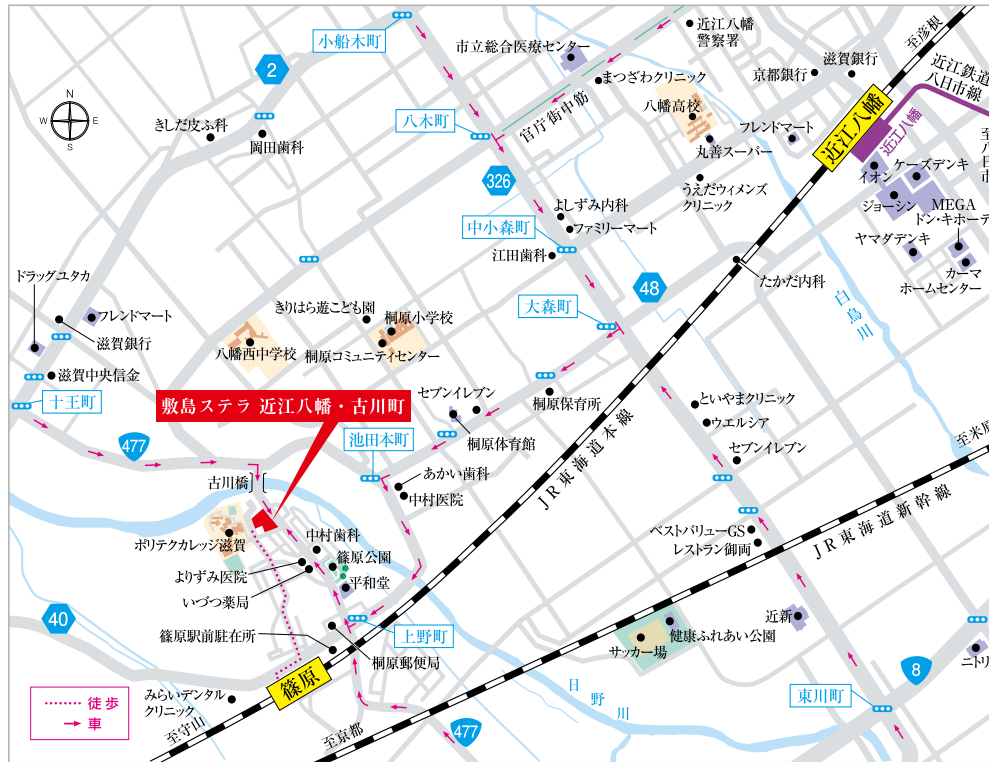 小船木町
2
市立総合医療センター
近江八幡
警察署
至彦根
京都銀行
滋賀銀行
近江鉄道
八日市線
まつざわクリニック
官庁街中筋
八幡高校
丸善スーパー
フレンドマート
近江八幡
近江八幡
至八日市
N
W
E
S
きしだ皮ふ科
岡田歯科
八木町
326
うえだウィメンズ
クリニック
イオン
ケーズデンキ
ジョーシン
MEGA
ドン・キホーテ
ヤマダデンキ
カーマ
ホームセンター
よしずみ内科
ファミリーマート
中小森町
江田歯科
48
たかだ内科
白鳥川
大森町
ドラッグユタカ
フレンドマート
滋賀銀行
滋賀中央信金
きりはら遊こども園
桐原小学校
八幡西中学校
桐原コミュニティセンター
十王町
敷島ステラ 近江八幡・古川町
セブンイレブン
桐原体育館
桐原保育所
といやまクリニック
ウエルシア
セブンイレブン
JR東海道本線
至米原
477
池田本町
古川橋
あかい歯科
中村医院
ポリテクカレッジ滋賀
中村歯科
篠原公園
よりずみ医院
いづつ薬局
平和堂
ベストバリューGS
レストラン御両
JR東海道新幹線
40
篠原駅前駐在所
上野町
桐原郵便局
近新
健康ふれあい公園
サッカー場
8
ニトリ
篠原
みらいデンタル
クリニック
日野川
東川町
徒歩
車
至守山
至京都
477